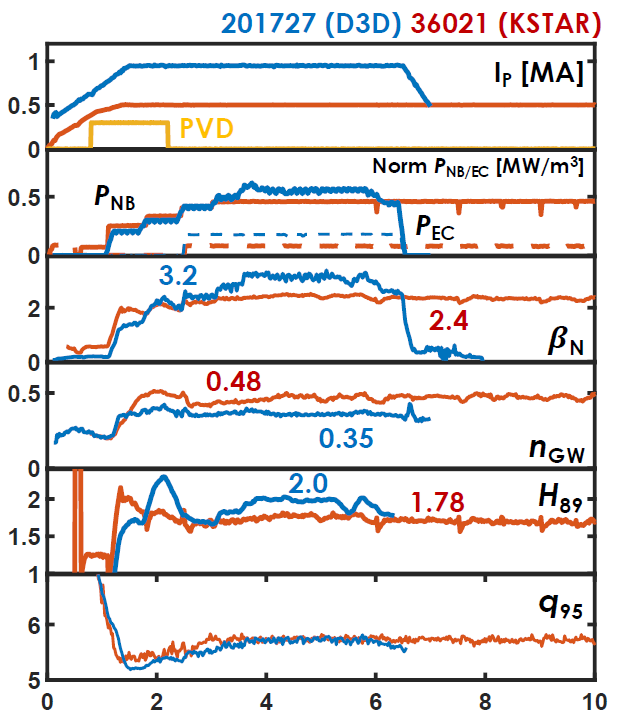 201727 (D3D) 36021 (KSTAR)
1
0.5
0
I_P [MA]
PVD
0.5
0
Norm P_NB/EC [MW/m³]
P_NB
P_EC
2
0
3.2
2.4
β_N
0.5
0
0.48
0.35
n_GW
2
1.5
1
2.0
1.78
H_89
6
5
q_95
0 2 4 6 8 10